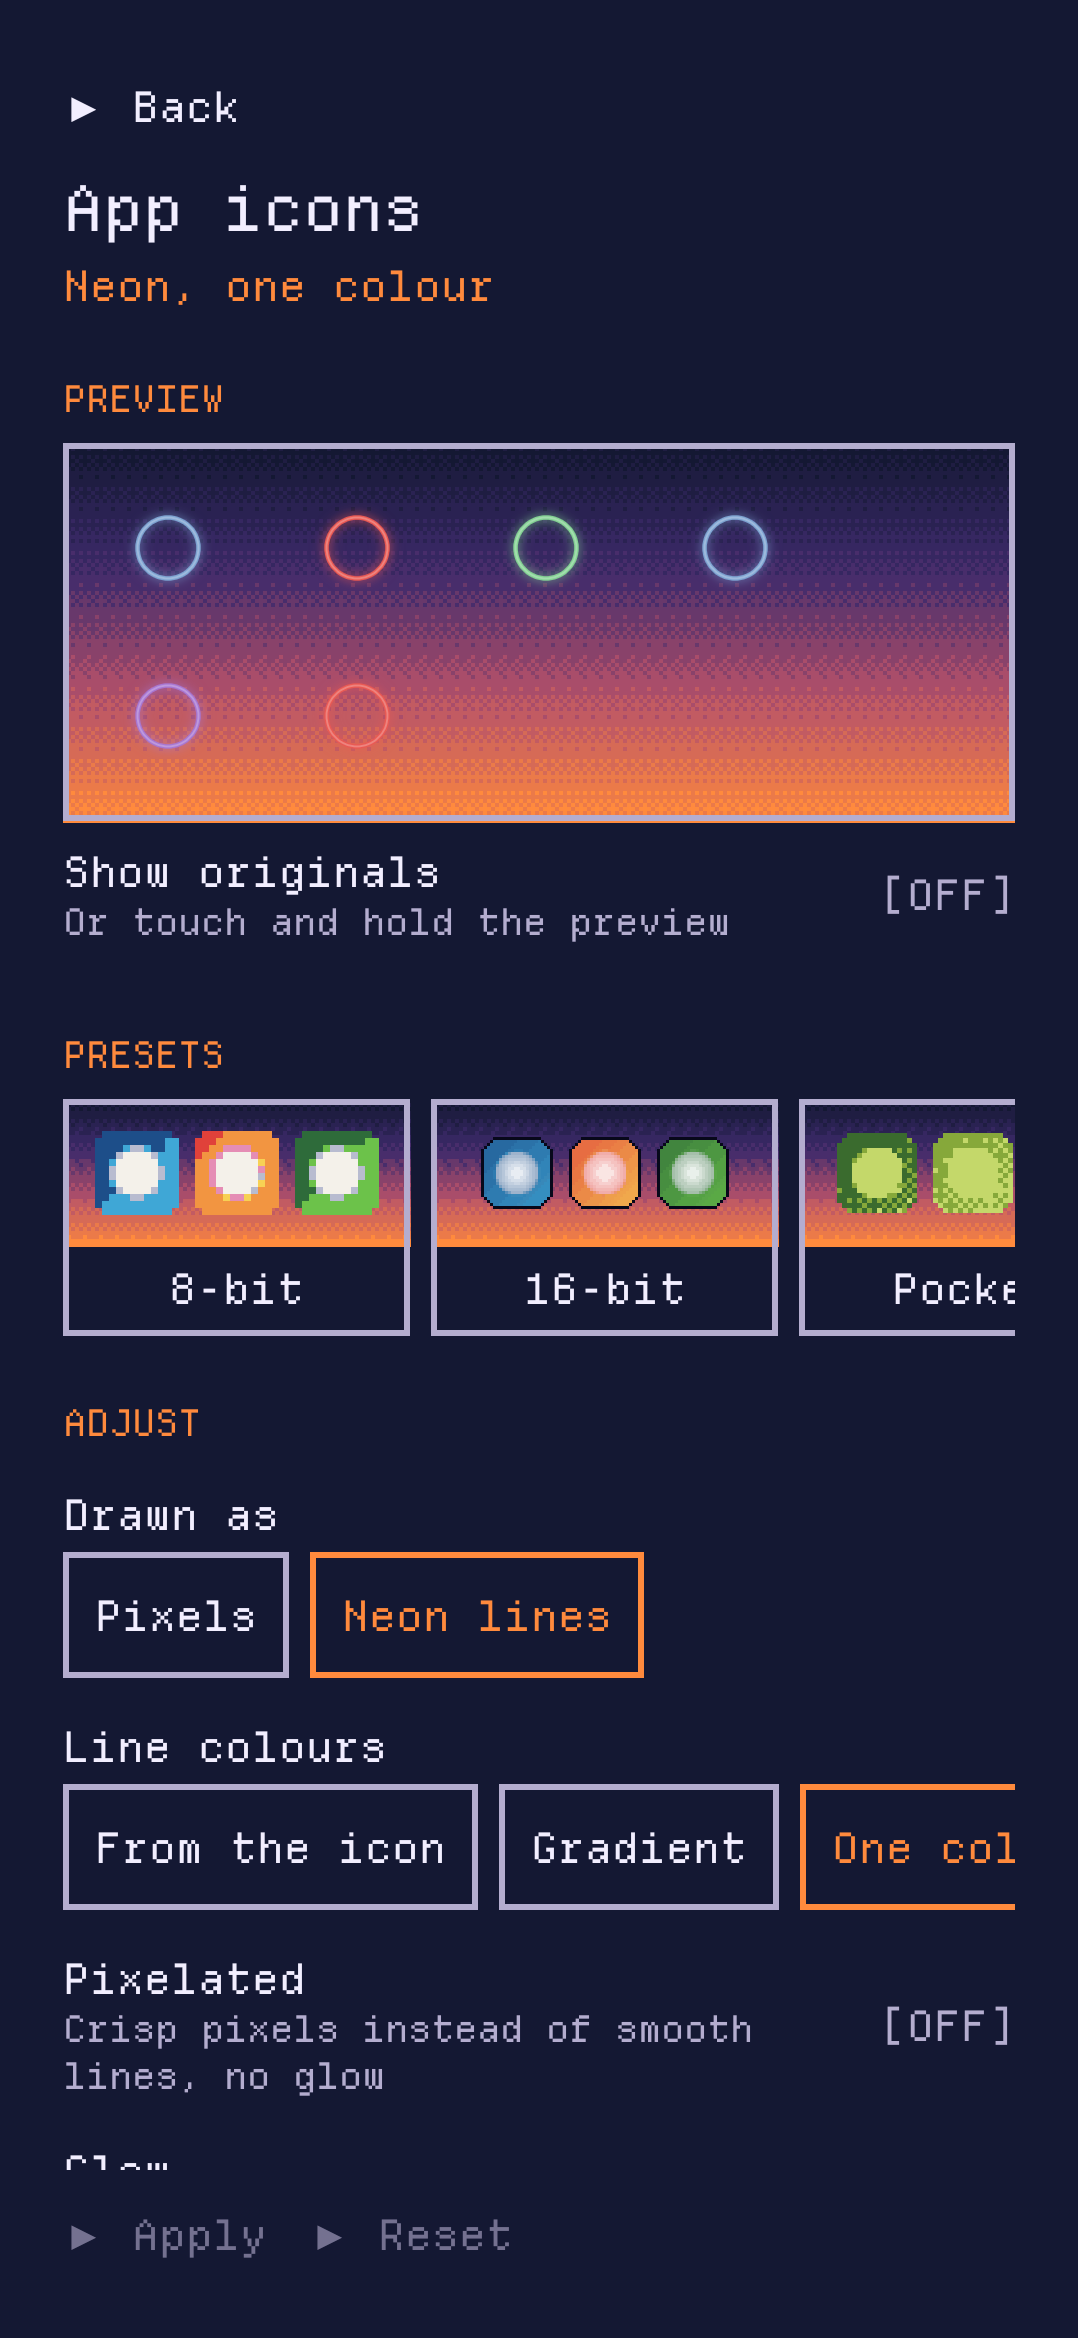 Back
App icons
Neon, one colour
PREVIEW
Show originals
[OFF]
Or touch and hold the preview
PRESETS
8-bit
16-bit
ADJUST
Drawn as
Pixels
Neon lines
Line colours
From the icon
Gradient
One
Pixelated
Crisp pixels instead of smooth
lines, no glow
[OFF]
Apply
Reset